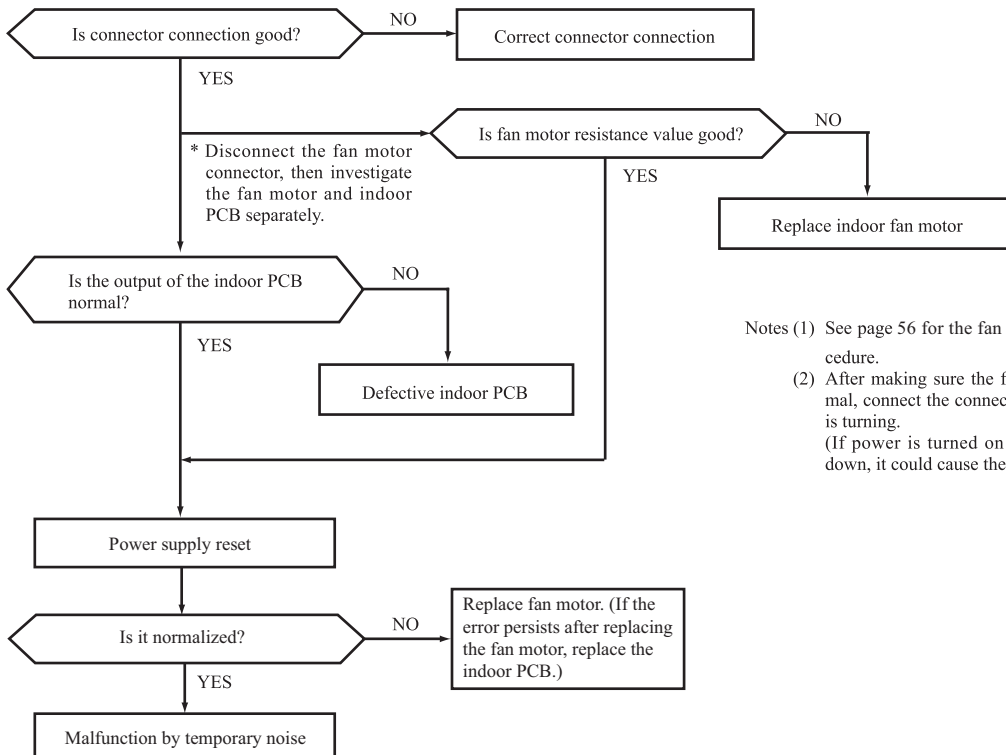 Is connector connection good?
NO
Correct connector connection
YES
* Disconnect the fan motor
connector, then investigate
the fan motor and indoor
PCB separately.
Is fan motor resistance value good?
NO
YES
Replace indoor fan motor
Is the output of the indoor PCB
normal?
NO
YES
Defective indoor PCB
Notes (1) See page 56 for the fan
cedure.
(2) After making sure the
mal, connect the
is turning.
(If power is turned on
down, it could cause the
Power supply reset
Is it normalized?
NO
Replace fan motor. (If the
error persists after replacing
the fan motor, replace the
indoor PCB.)
YES
Malfunction by temporary noise